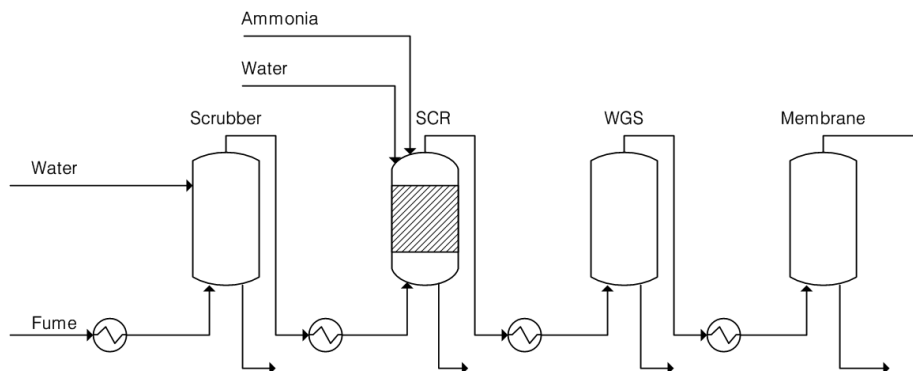 Ammonia
Water
Scrubber
SCR
WGS
Membrane
Water
Fume